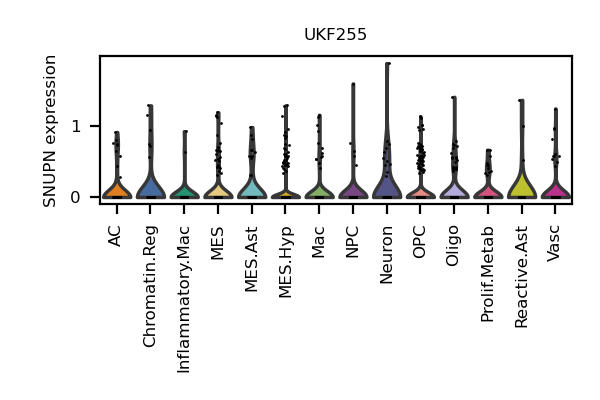 UKF255
SNUPN expression
1
0
AC
Chromatin.Reg
Inflammatory.Mac
MES
MES.Ast
MES.Hyp
Mac
NPC
Neuron
OPC
Oligo
Prolif.Metab
Reactive.Ast
Vasc